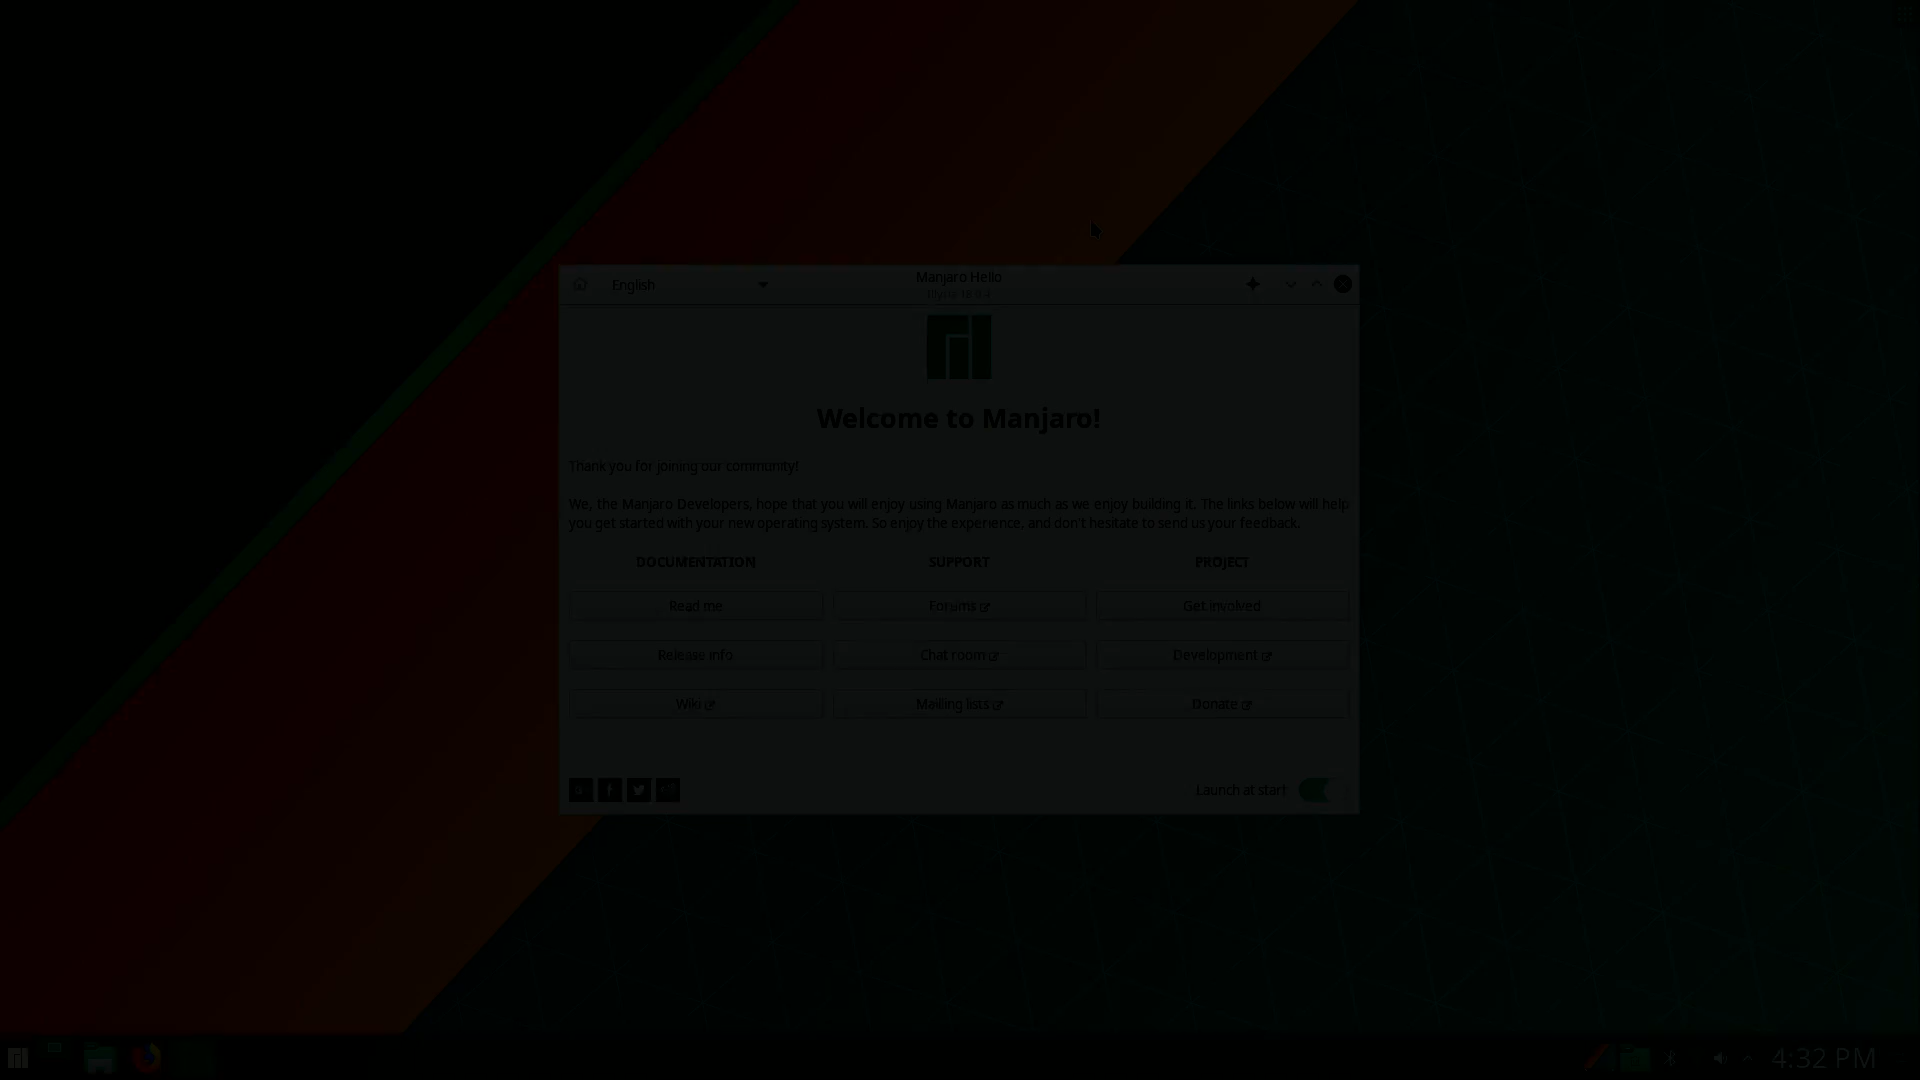 English
Manjaro Hello
Welcome to Manjaro!
Thank you for joining our community!
We, the Manjaro Developers, hope that you will enjoy using Manjaro as much as we enjoy building it. The links below will help
you get started with your new operating system. So enjoy the experience, and don't hesitate to send us your feedback.
DOCUMENTATION SUPPORT PROJECT
Read me Forums Get involved
Release info Chat room Development
Wiki Mailling lists Donate
Launch at start
4:32 PM